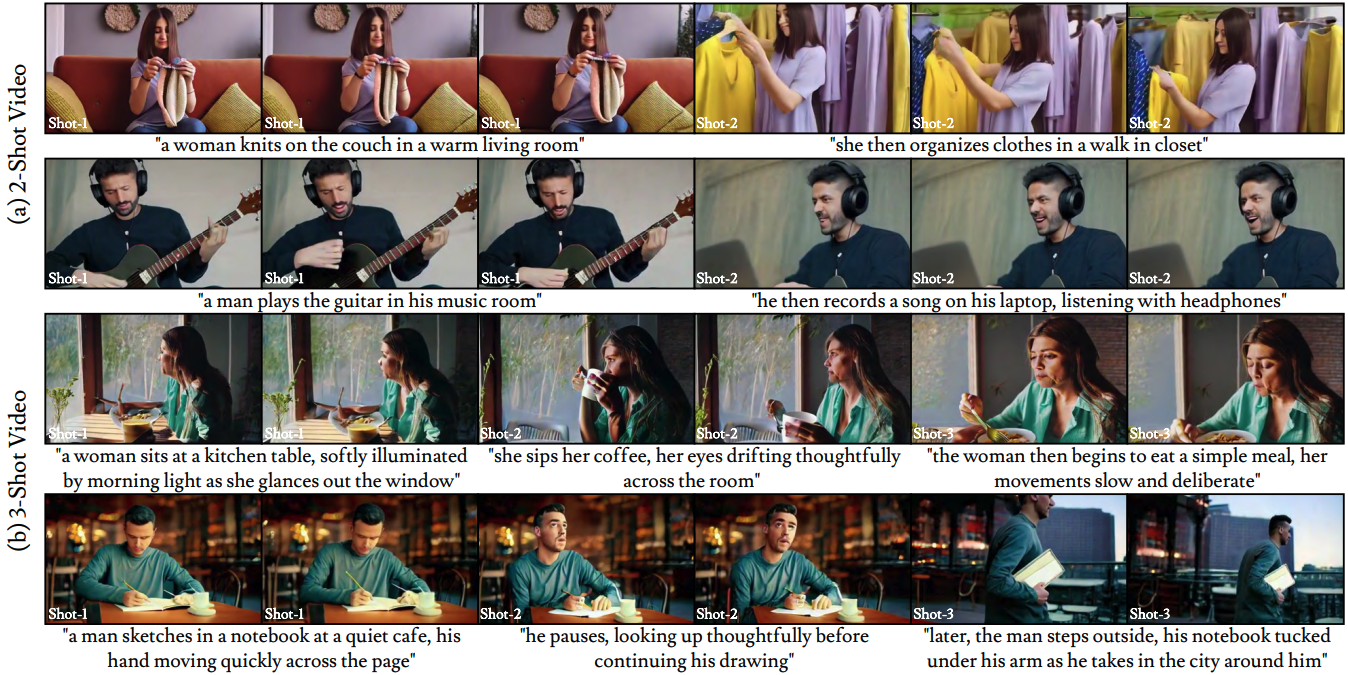 (a) 2-Shot Video
Shot-1
Shot-1
Shot-1
Shot-2
Shot-2
Shot-2
"a woman knits on the couch in a warm living room"
"she then organizes clothes in a walk in closet"
Shot-1
Shot-1
Shot-1
Shot-2
Shot-2
Shot-2
"a man plays the guitar in his music room"
"he then records a song on his laptop, listening with headphones"
(b) 3-Shot Video
Shot-1
Shot-1
Shot-2
Shot-2
Shot-3
Shot-3
"a woman sits at a kitchen table, softly illuminated
by morning light as she glances out the window"
"she sips her coffee, her eyes drifting thoughtfully
across the room"
"the woman then begins to eat a simple meal, her
movements slow and deliberate"
Shot-1
Shot-1
Shot-2
Shot-2
Shot-3
Shot-3
"a man sketches in a notebook at a quiet cafe, his
hand moving quickly across the page"
"he pauses, looking up thoughtfully before
continuing his drawing"
"later, the man steps outside, his notebook tucked
under his arm as he takes in the city around him"